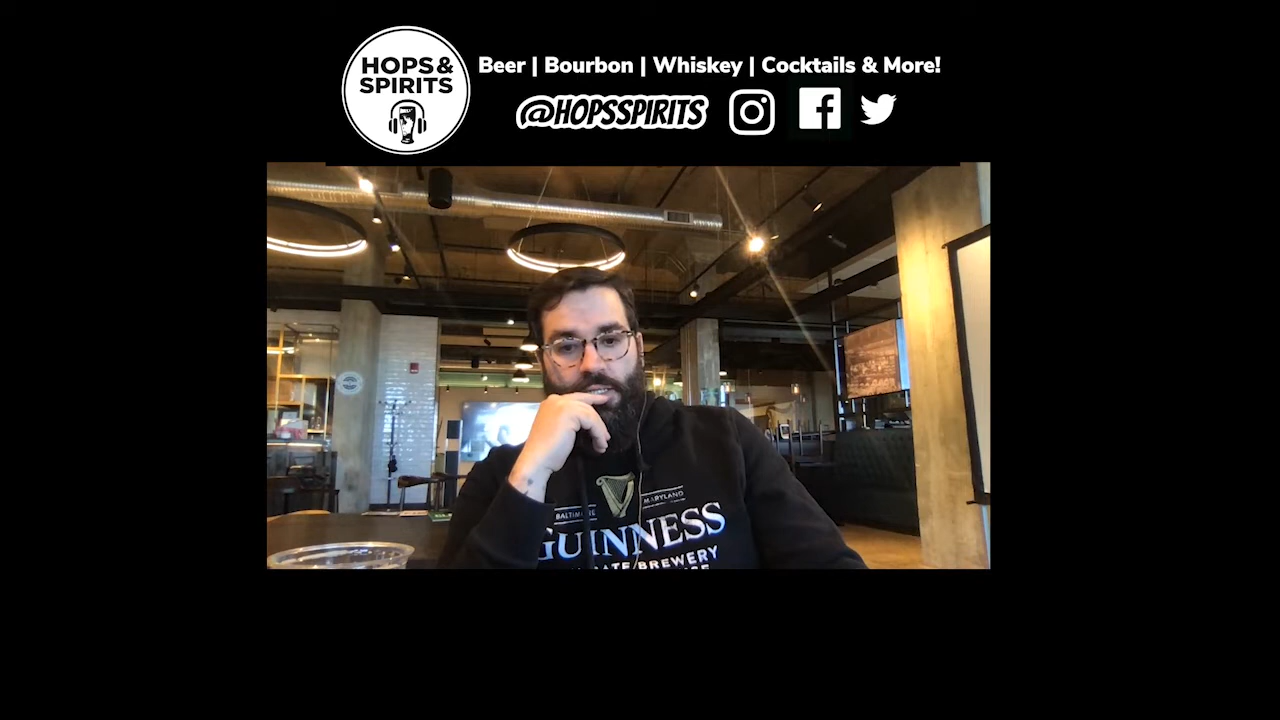 HOPS &
SPIRITS
Beer | Bourbon | Whiskey | Cocktails & More!
@HOPSSPIRITS
BALTIMORE MARYLAND
GUINNESS
BREWERY